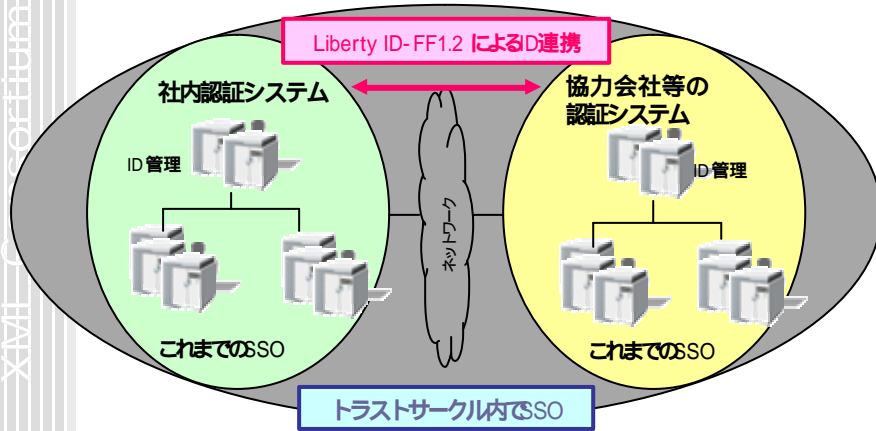 Liberty ID-FF1.2 によるID連携
社内認証システム
協力会社等の
認証システム
ID管理
ID管理
ネットワーク
これまでのSSO
これまでのSSO
トラストサークル内でSSO
XML Consortium